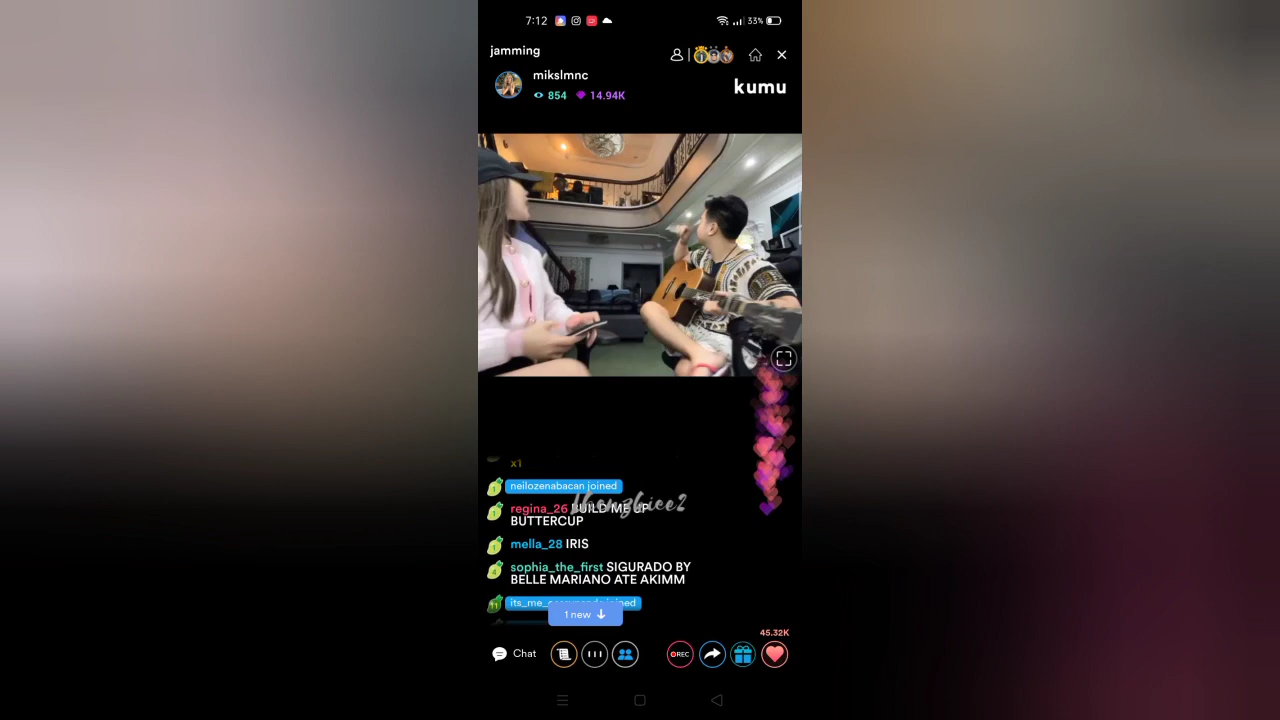 7:12
33%
jamming
mikslmnc
854 14.94K
kumu
x1
neilozenabacan joined
regina_26 BUILD ME UP
BUTTERCUP
mella_28 IRIS
sophia_the_first SIGURADO BY
BELLE MARIANO ATE AKIMM
joined
1 new
45.32K
Chat
REC